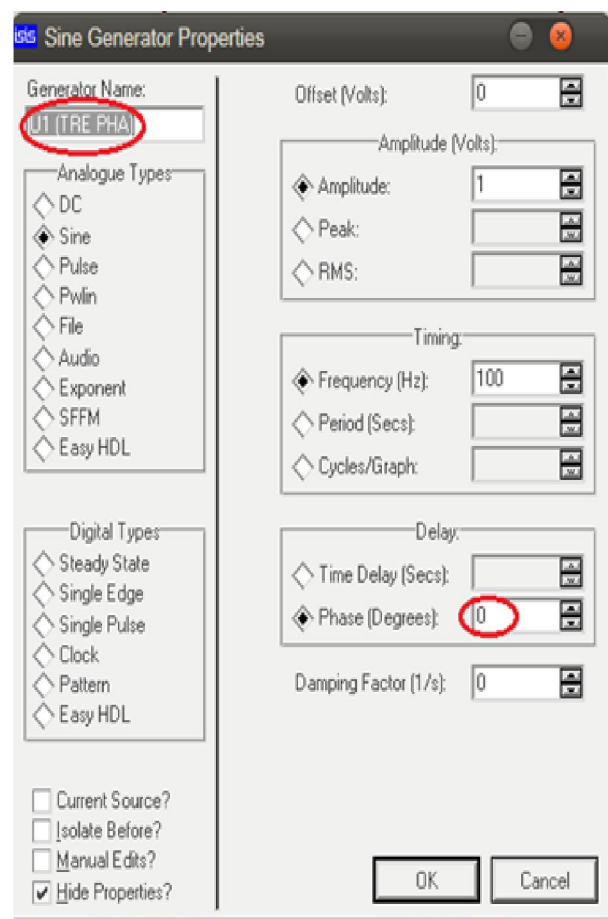 isis Sine Generator Properties
Generator Name:
U1 (TRE PHA)
Analogue Types
DC
Sine
Pulse
Pwlin
File
Audio
Exponent
SFFM
Easy HDL
Digital Types
Steady State
Single Edge
Single Pulse
Clock
Pattern
Easy HDL
Current Source?
Isolate Before?
Manual Edits?
Hide Properties?
Offset (Volts): 0
Amplitude (Volts):
Amplitude: 1
Peak:
RMS:
Timing:
Frequency (Hz): 100
Period (Secs):
Cycles/Graph:
Delay:
Time Delay (Secs):
Phase (Degrees): 0
Damping Factor (1/s): 0
OK Cancel